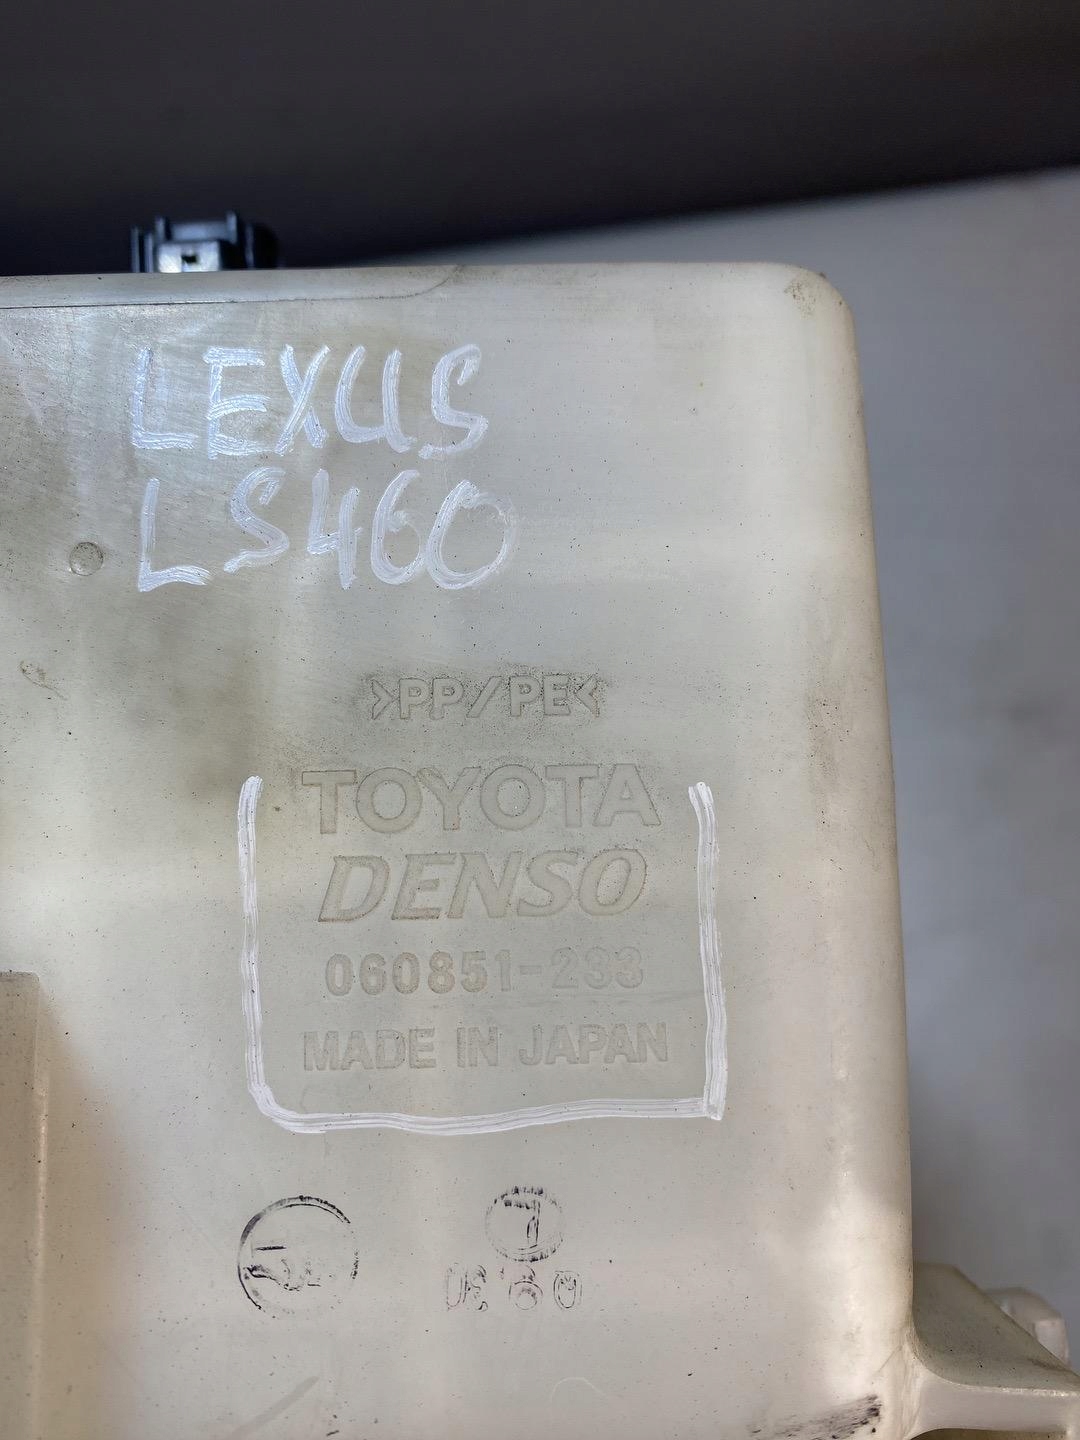 LEXUS
LS460
>PP/PE<
TOYOTA
DENSO
060851-233
MADE IN JAPAN